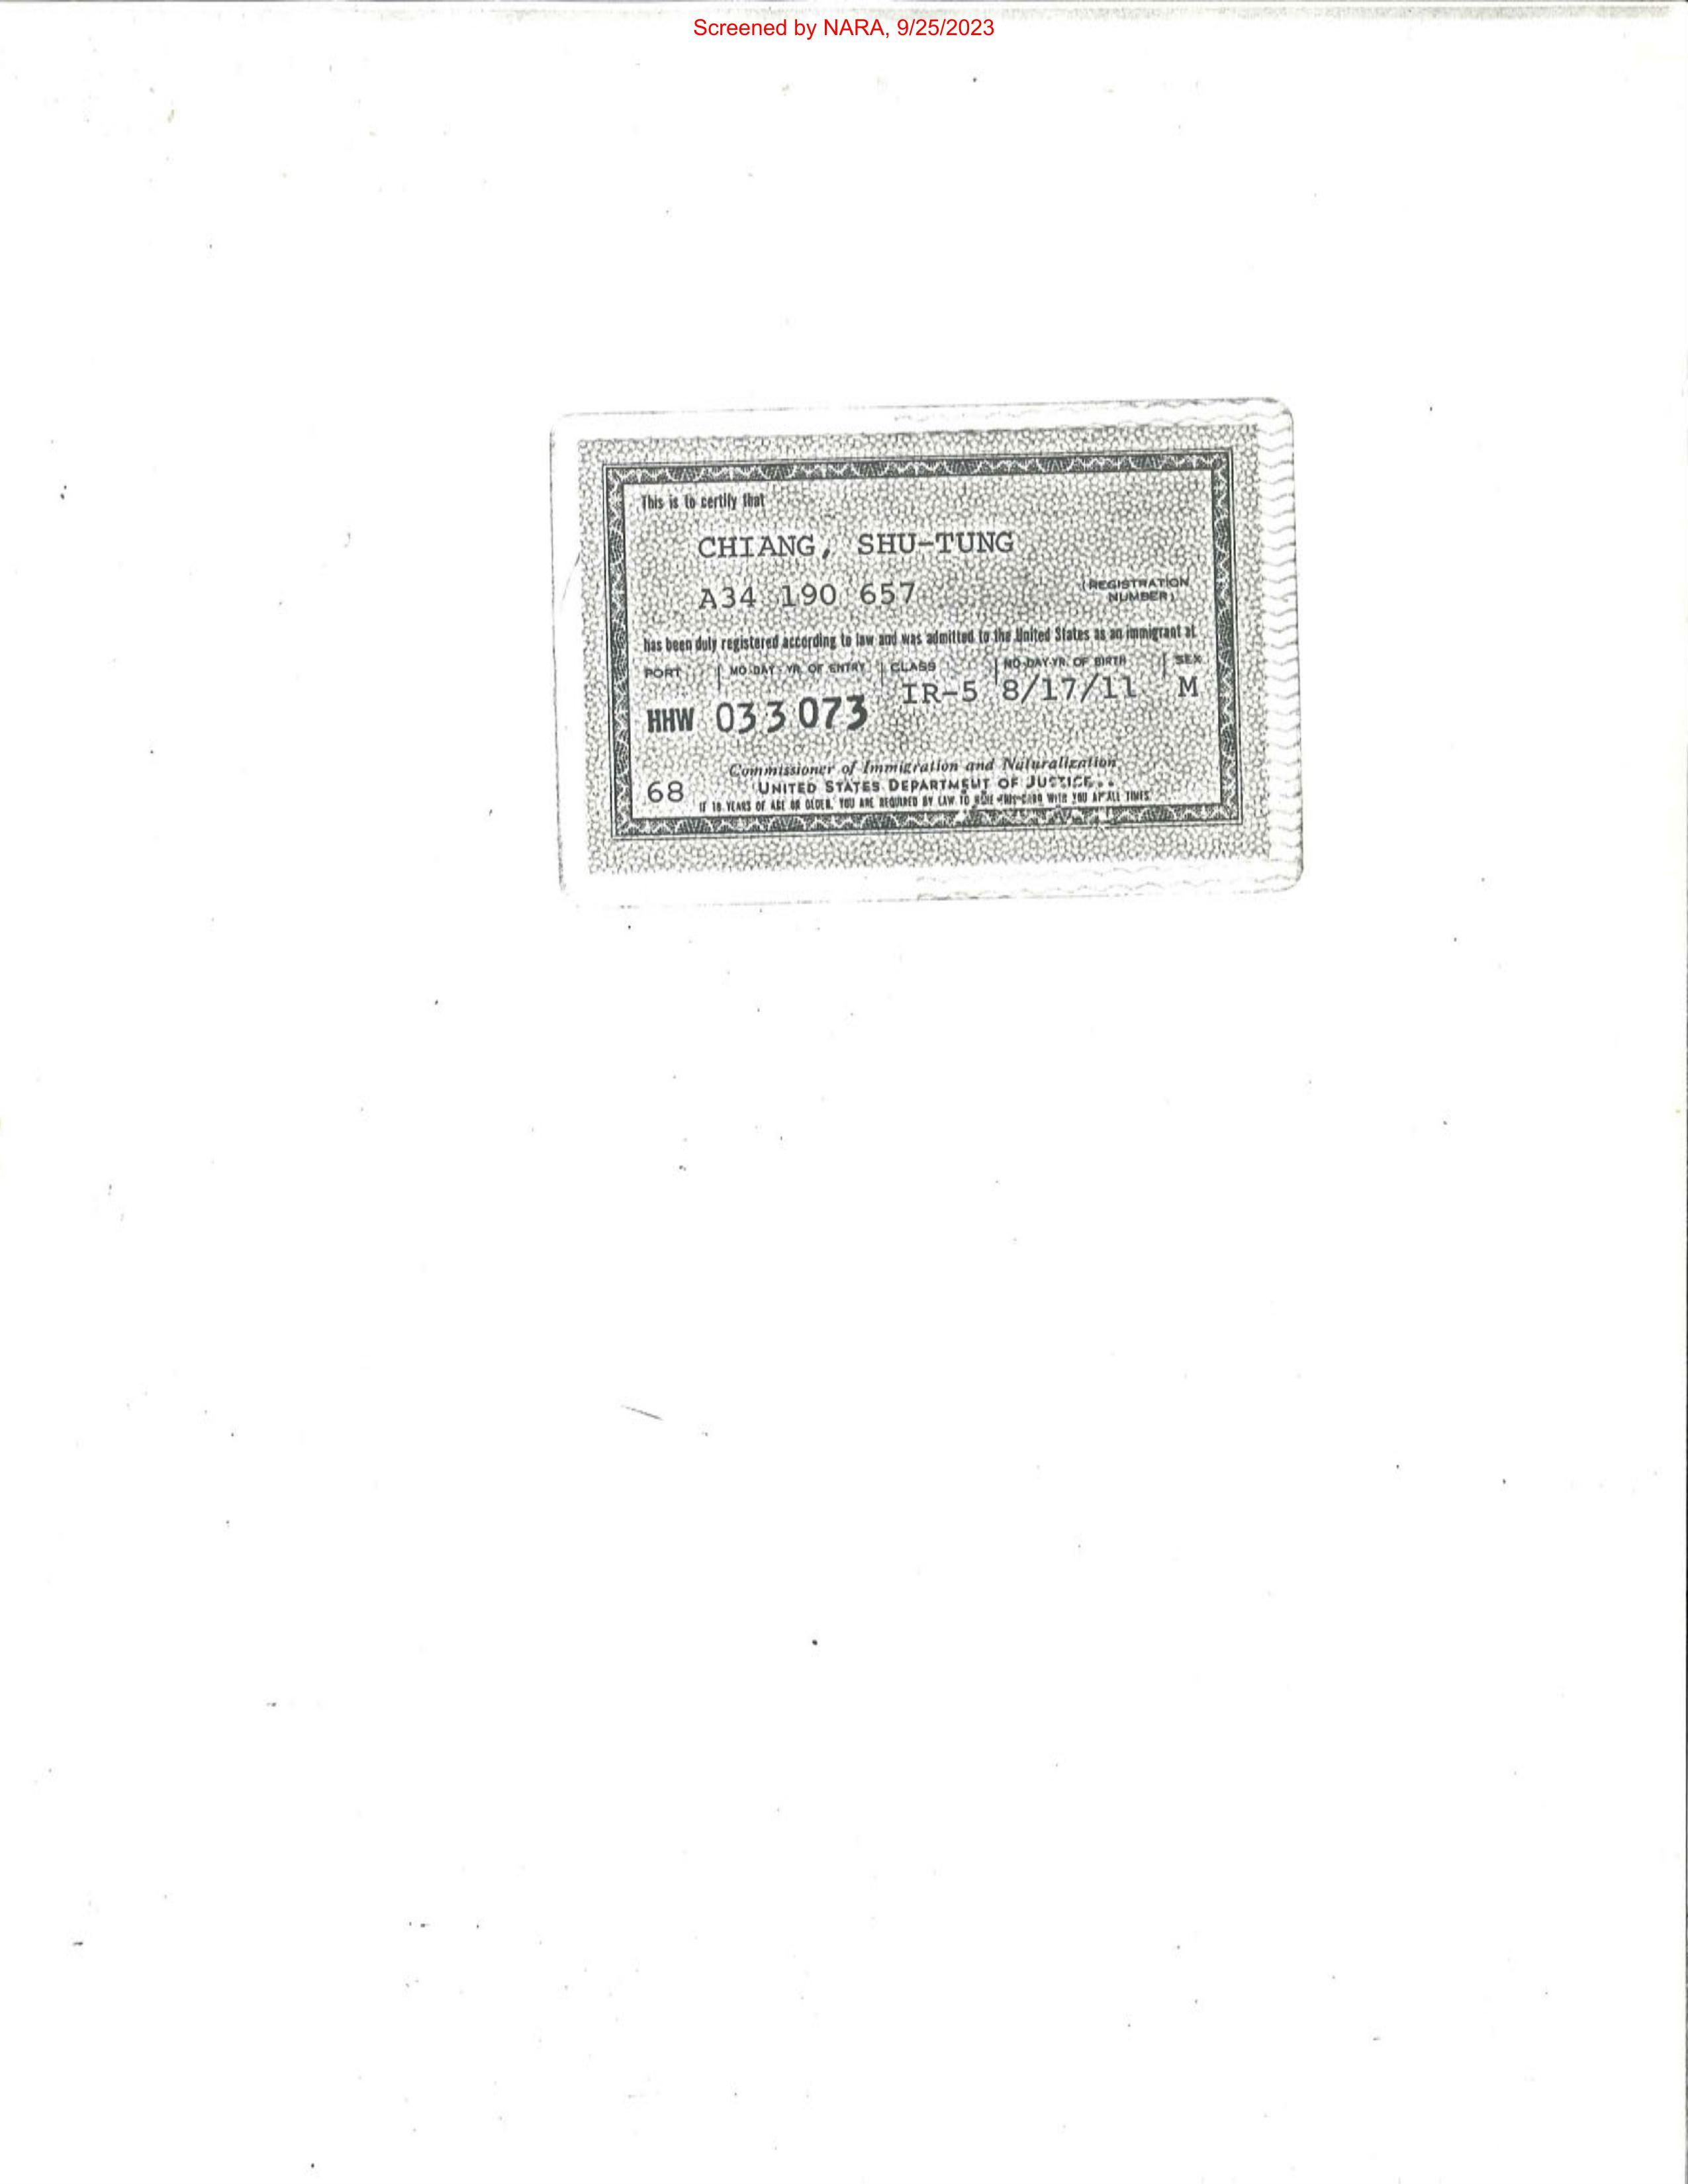 Screened by NARA, 9/25/2023
This is to certify that
CHIANG, SHU-TUNG
A34 190 657
(REGISTRATION
NUMBER)
has been duly registered according to law and was admitted to the United States as an immigrant at
PORT MO-DAY-YR. OF ENTRY CLASS MO-DAY-YR. OF BIRTH SEX
IR-5 8/17/11 M
HHW 033073
Commissioner of Immigration and Naturalization
UNITED STATES DEPARTMENT OF JUSTICE
68
IF 18 YEARS OF AGE OR OLDER, YOU ARE REQUIRED BY LAW TO HAVE THIS CARD WITH YOU AT ALL TIMES.